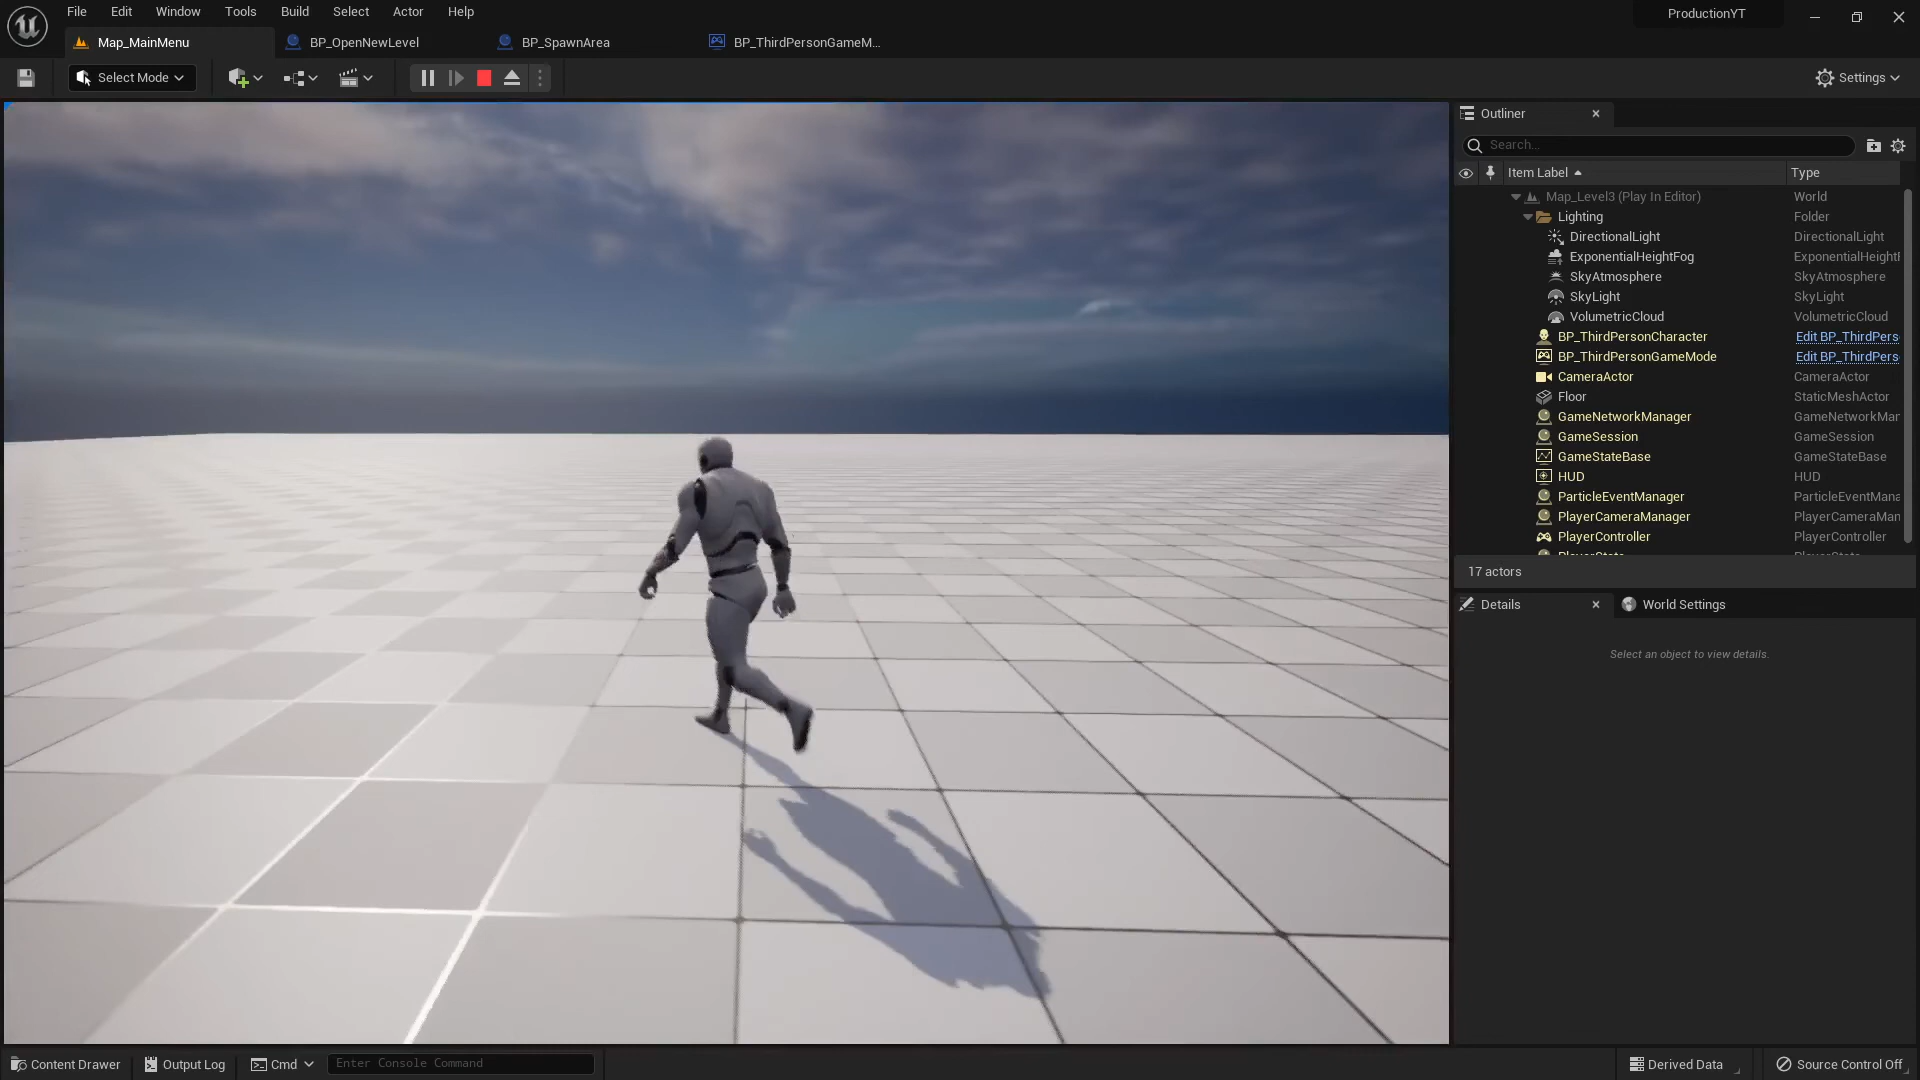 File Edit Window Tools Build Select Actor Help
ProductionYT
Map_MainMenu BP_OpenNewLevel BP_SpawnArea BP_ThirdPersonGameM...
Select Mode
Settings
Outliner
Search...
Item Label Type
Map_Level3 (Play In Editor) World
Lighting Folder
DirectionalLight DirectionalLight
ExponentialHeightFog ExponentialHeightF
SkyAtmosphere SkyAtmosphere
SkyLight SkyLight
VolumetricCloud VolumetricCloud
BP_ThirdPersonCharacter Edit BP_ThirdPers
BP_ThirdPersonGameMode Edit BP_ThirdPers
CameraActor CameraActor
Floor StaticMeshActor
GameNetworkManager GameNetworkMan
GameSession GameSession
GameStateBase GameStateBase
HUD HUD
ParticleEventManager ParticleEventMana
PlayerCameraManager PlayerCameraMan
PlayerController PlayerController
17 actors
Details World Settings
Select an object to view details.
Content Drawer Output Log Cmd Enter Console Command
Derived Data Source Control Off